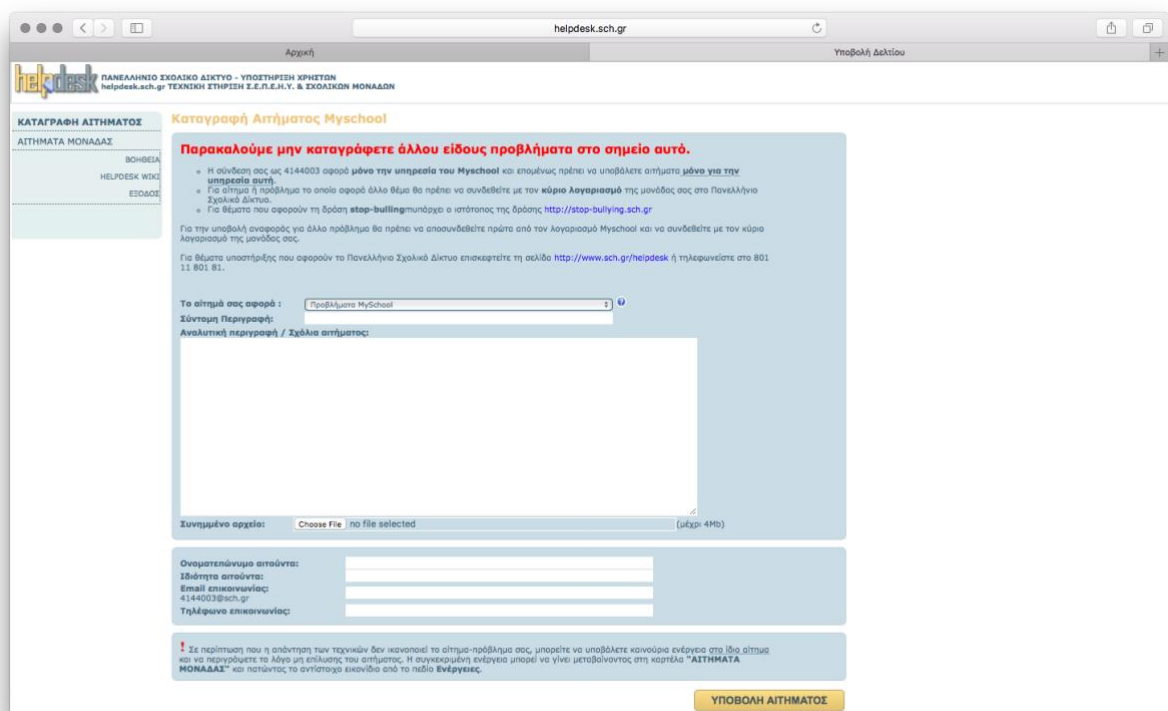 helpdesk.sch.gr
Αρχική
Υποβολή Δελτίου
helpdesk
ΠΑΝΕΛΛΗΝΙΟ ΣΧΟΛΙΚΟ ΔΙΚΤΥΟ - ΥΠΟΣΤΗΡΙΞΗ ΧΡΗΣΤΩΝ
helpdesk.sch.gr ΤΕΧΝΙΚΗ ΣΤΗΡΙΞΗ Σ.Ε.Π.Ε.Η.Υ. & ΣΧΟΛΙΚΩΝ ΜΟΝΑΔΩΝ
ΚΑΤΑΓΡΑΦΗ ΑΙΤΗΜΑΤΟΣ
ΑΙΤΗΜΑΤΑ ΜΟΝΑΔΑΣ
ΒΟΗΘΕΙΑ
HELPDESK WIKI
ΕΞΟΔΟΣ
Καταγραφή Αιτήματος Myschool
Παρακαλούμε μην καταγράφετε άλλου είδους προβλήματα στο σημείο αυτό.
Η σύνδεση σας ως 4144003 αφορά μόνο την υπηρεσία του Myschool και επομένως πρέπει να υποβάλετε αιτήματα μόνο για την
υπηρεσία αυτή.
Για αίτημα ή πρόβλημα το οποίο αφορά άλλο θέμα θα πρέπει να συνδεθείτε με τον κύριο λογαριασμό της μονάδας σας στο Πανελλήνιο
Σχολικό Δίκτυο.
Για θέματα που αφορούν τη δράση stop-bullingmυπάρχει ο ιστότοπος της δράσης http://stop-bullying.sch.gr
Για την υποβολή αναφοράς για άλλο πρόβλημα θα πρέπει να αποσυνδεθείτε πρώτα από τον λογαριασμό Myschool και να συνδεθείτε με τον κύριο
λογαριασμό της μονάδας σας.
Για θέματα υποστήριξης που αφορούν το Πανελλήνιο Σχολικό Δίκτυο επισκεφτείτε τη σελίδα http://www.sch.gr/helpdesk ή τηλεφωνείστε στο 801
11 801 81.
Το αίτημά σας αφορά : Προβλήματα MySchool ?
Σύντομη Περιγραφή:
Αναλυτική περιγραφή / Σχόλια αιτήματος:
Συνημμένο αρχείο: Choose File no file selected (μέχρι 4Mb)
Ονοματεπώνυμο αιτούντα:
Ιδιότητα αιτούντα:
Email επικοινωνίας:
4144003@sch.gr
Τηλέφωνο επικοινωνίας:
! Σε περίπτωση που η απάντηση των τεχνικών δεν ικανοποιεί το αίτημα-πρόβλημα σας, μπορείτε να υποβάλετε καινούρια ενέργεια στο ίδιο αίτημα
και να περιγράψετε το λόγο μη επίλυσης του αιτήματος. Η συγκεκριμένη ενέργεια μπορεί να γίνει μεταβαίνοντας στη καρτέλα "ΑΙΤΗΜΑΤΑ
ΜΟΝΑΔΑΣ" και πατώντας το αντίστοιχο εικονίδιο από το πεδίο Ενέργειες.
ΥΠΟΒΟΛΗ ΑΙΤΗΜΑΤΟΣ